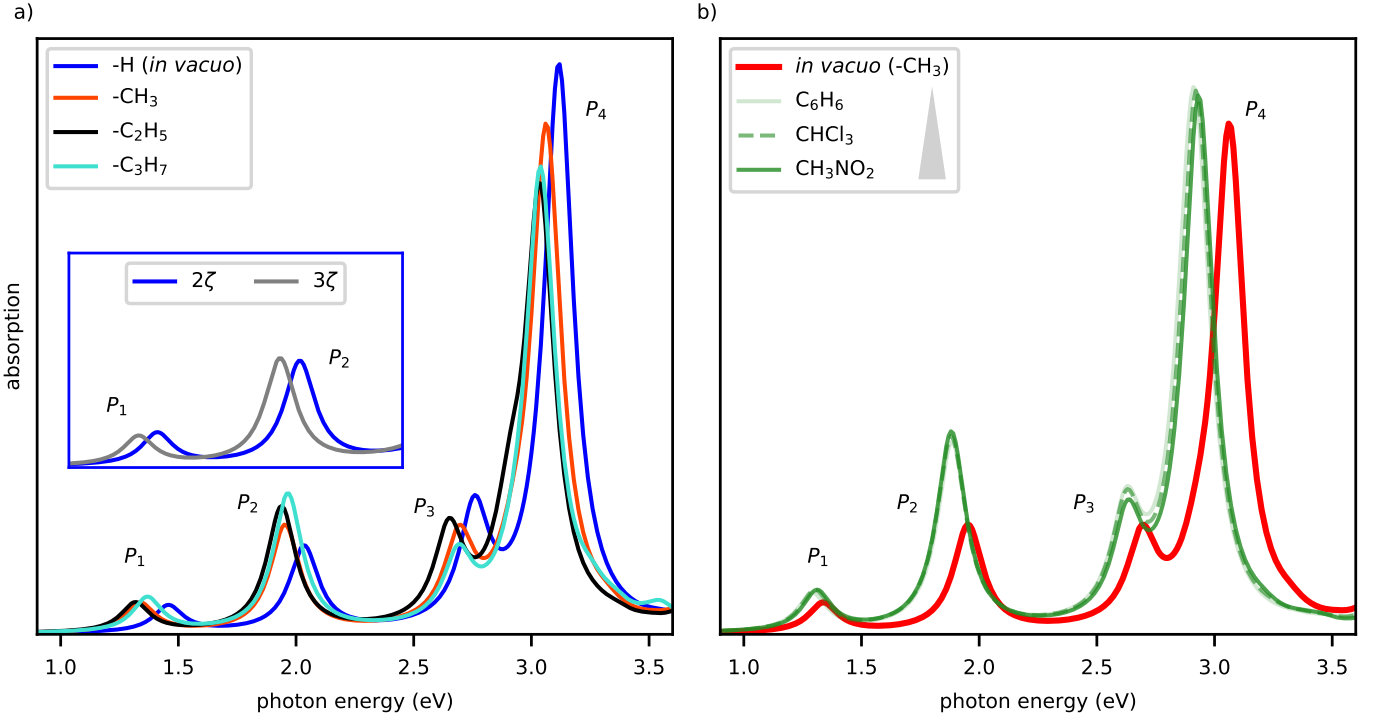 a)
-H (in vacuo)
-CH₃
-C₂H₅
-C₃H₇
P₄
2ζ 3ζ
P₂
P₁
P₂
P₃
P₁
absorption
1.0 1.5 2.0 2.5 3.0 3.5
photon energy (eV)
b)
in vacuo (-CH₃)
C₆H₆
CHCl₃
CH₃NO₂
P₄
P₂
P₃
P₁
1.0 1.5 2.0 2.5 3.0 3.5
photon energy (eV)